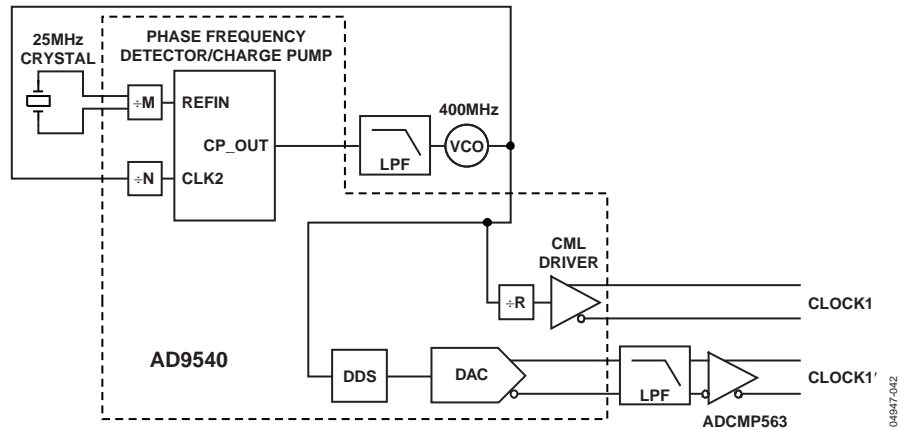 PHASE FREQUENCY
DETECTOR/CHARGE PUMP
25MHz
CRYSTAL
÷M
REFIN
CP_OUT
÷N
CLK2
LPF
400MHz
VCO
CML
DRIVER
÷R
CLOCK1
AD9540
DDS
DAC
LPF
ADCMP563
CLOCK1′
04947-042